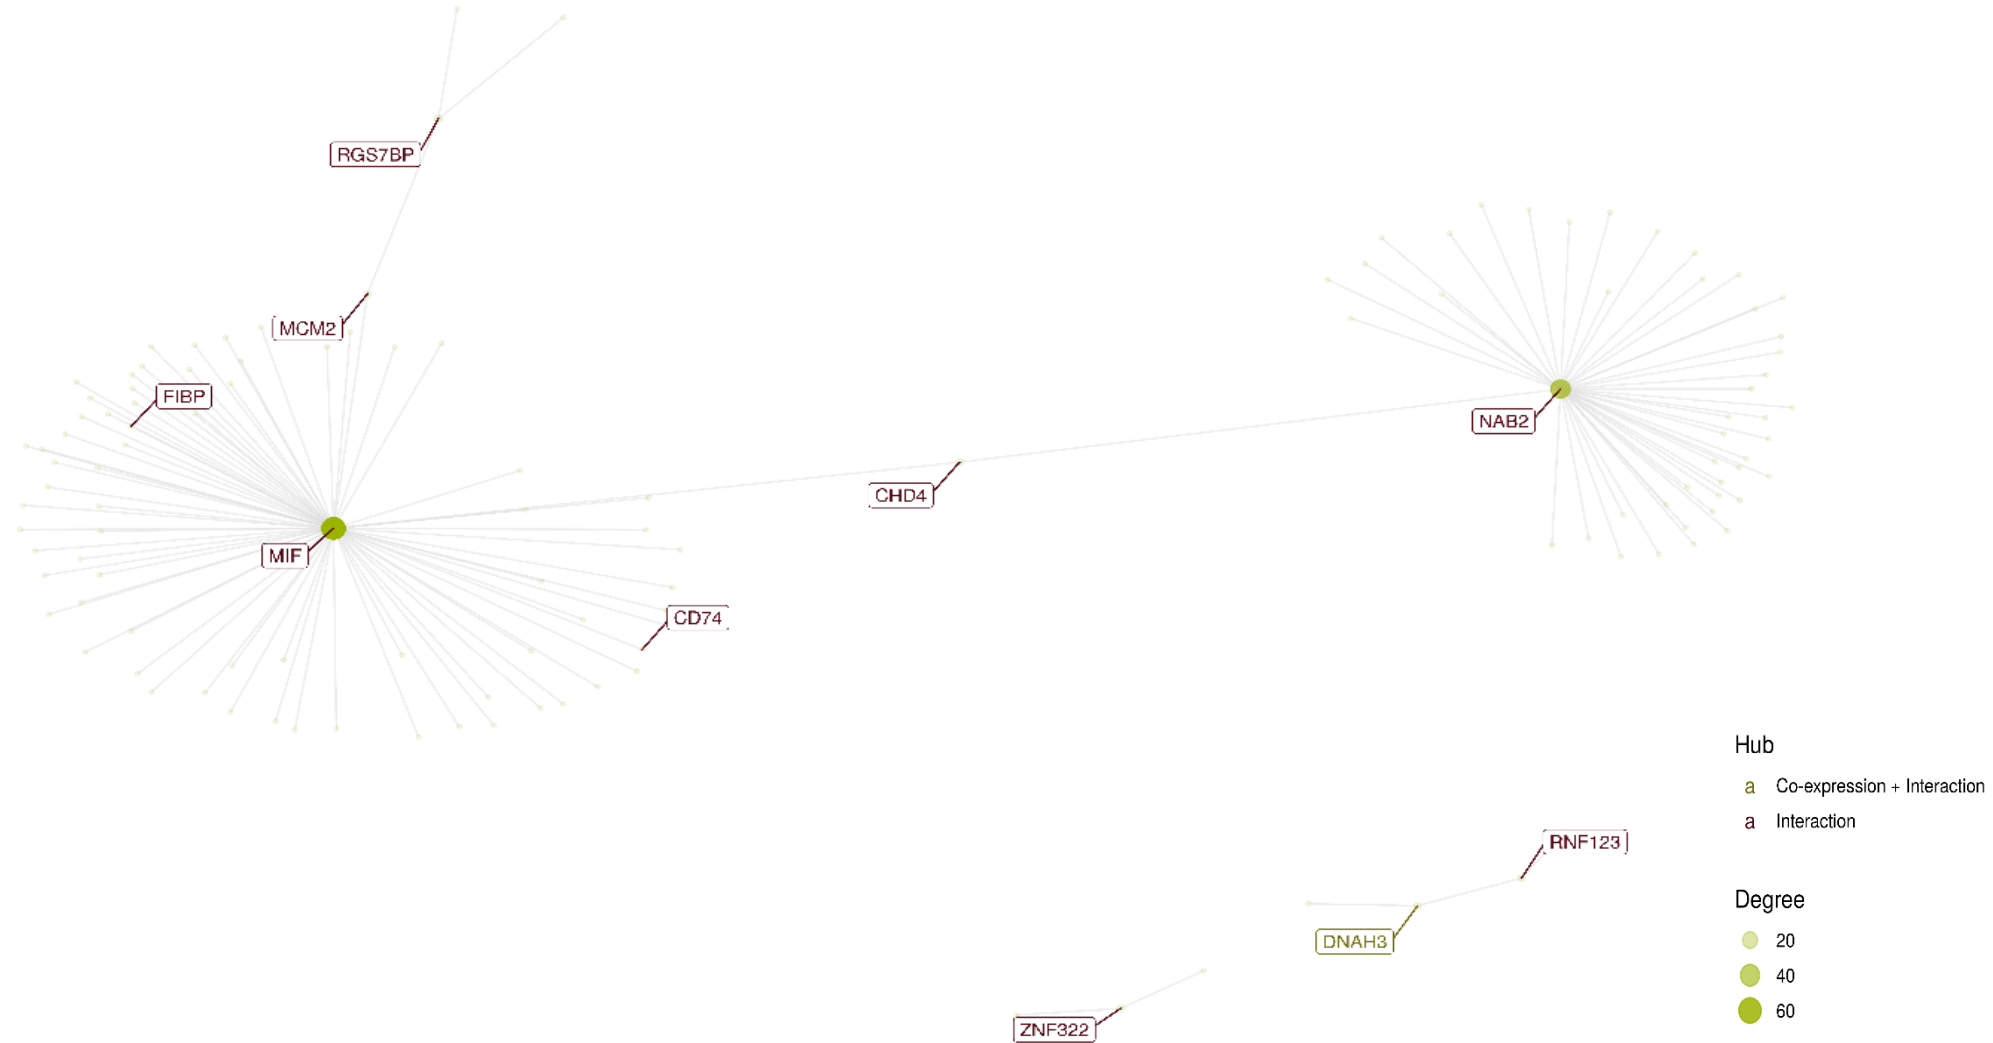 RGS7BP
MCM2
FIBP
NAB2
CHD4
MIF
CD74
Hub
a Co-expression + Interaction
a Interaction
RNF123
Degree
DNAH3
20
40
60
ZNF322